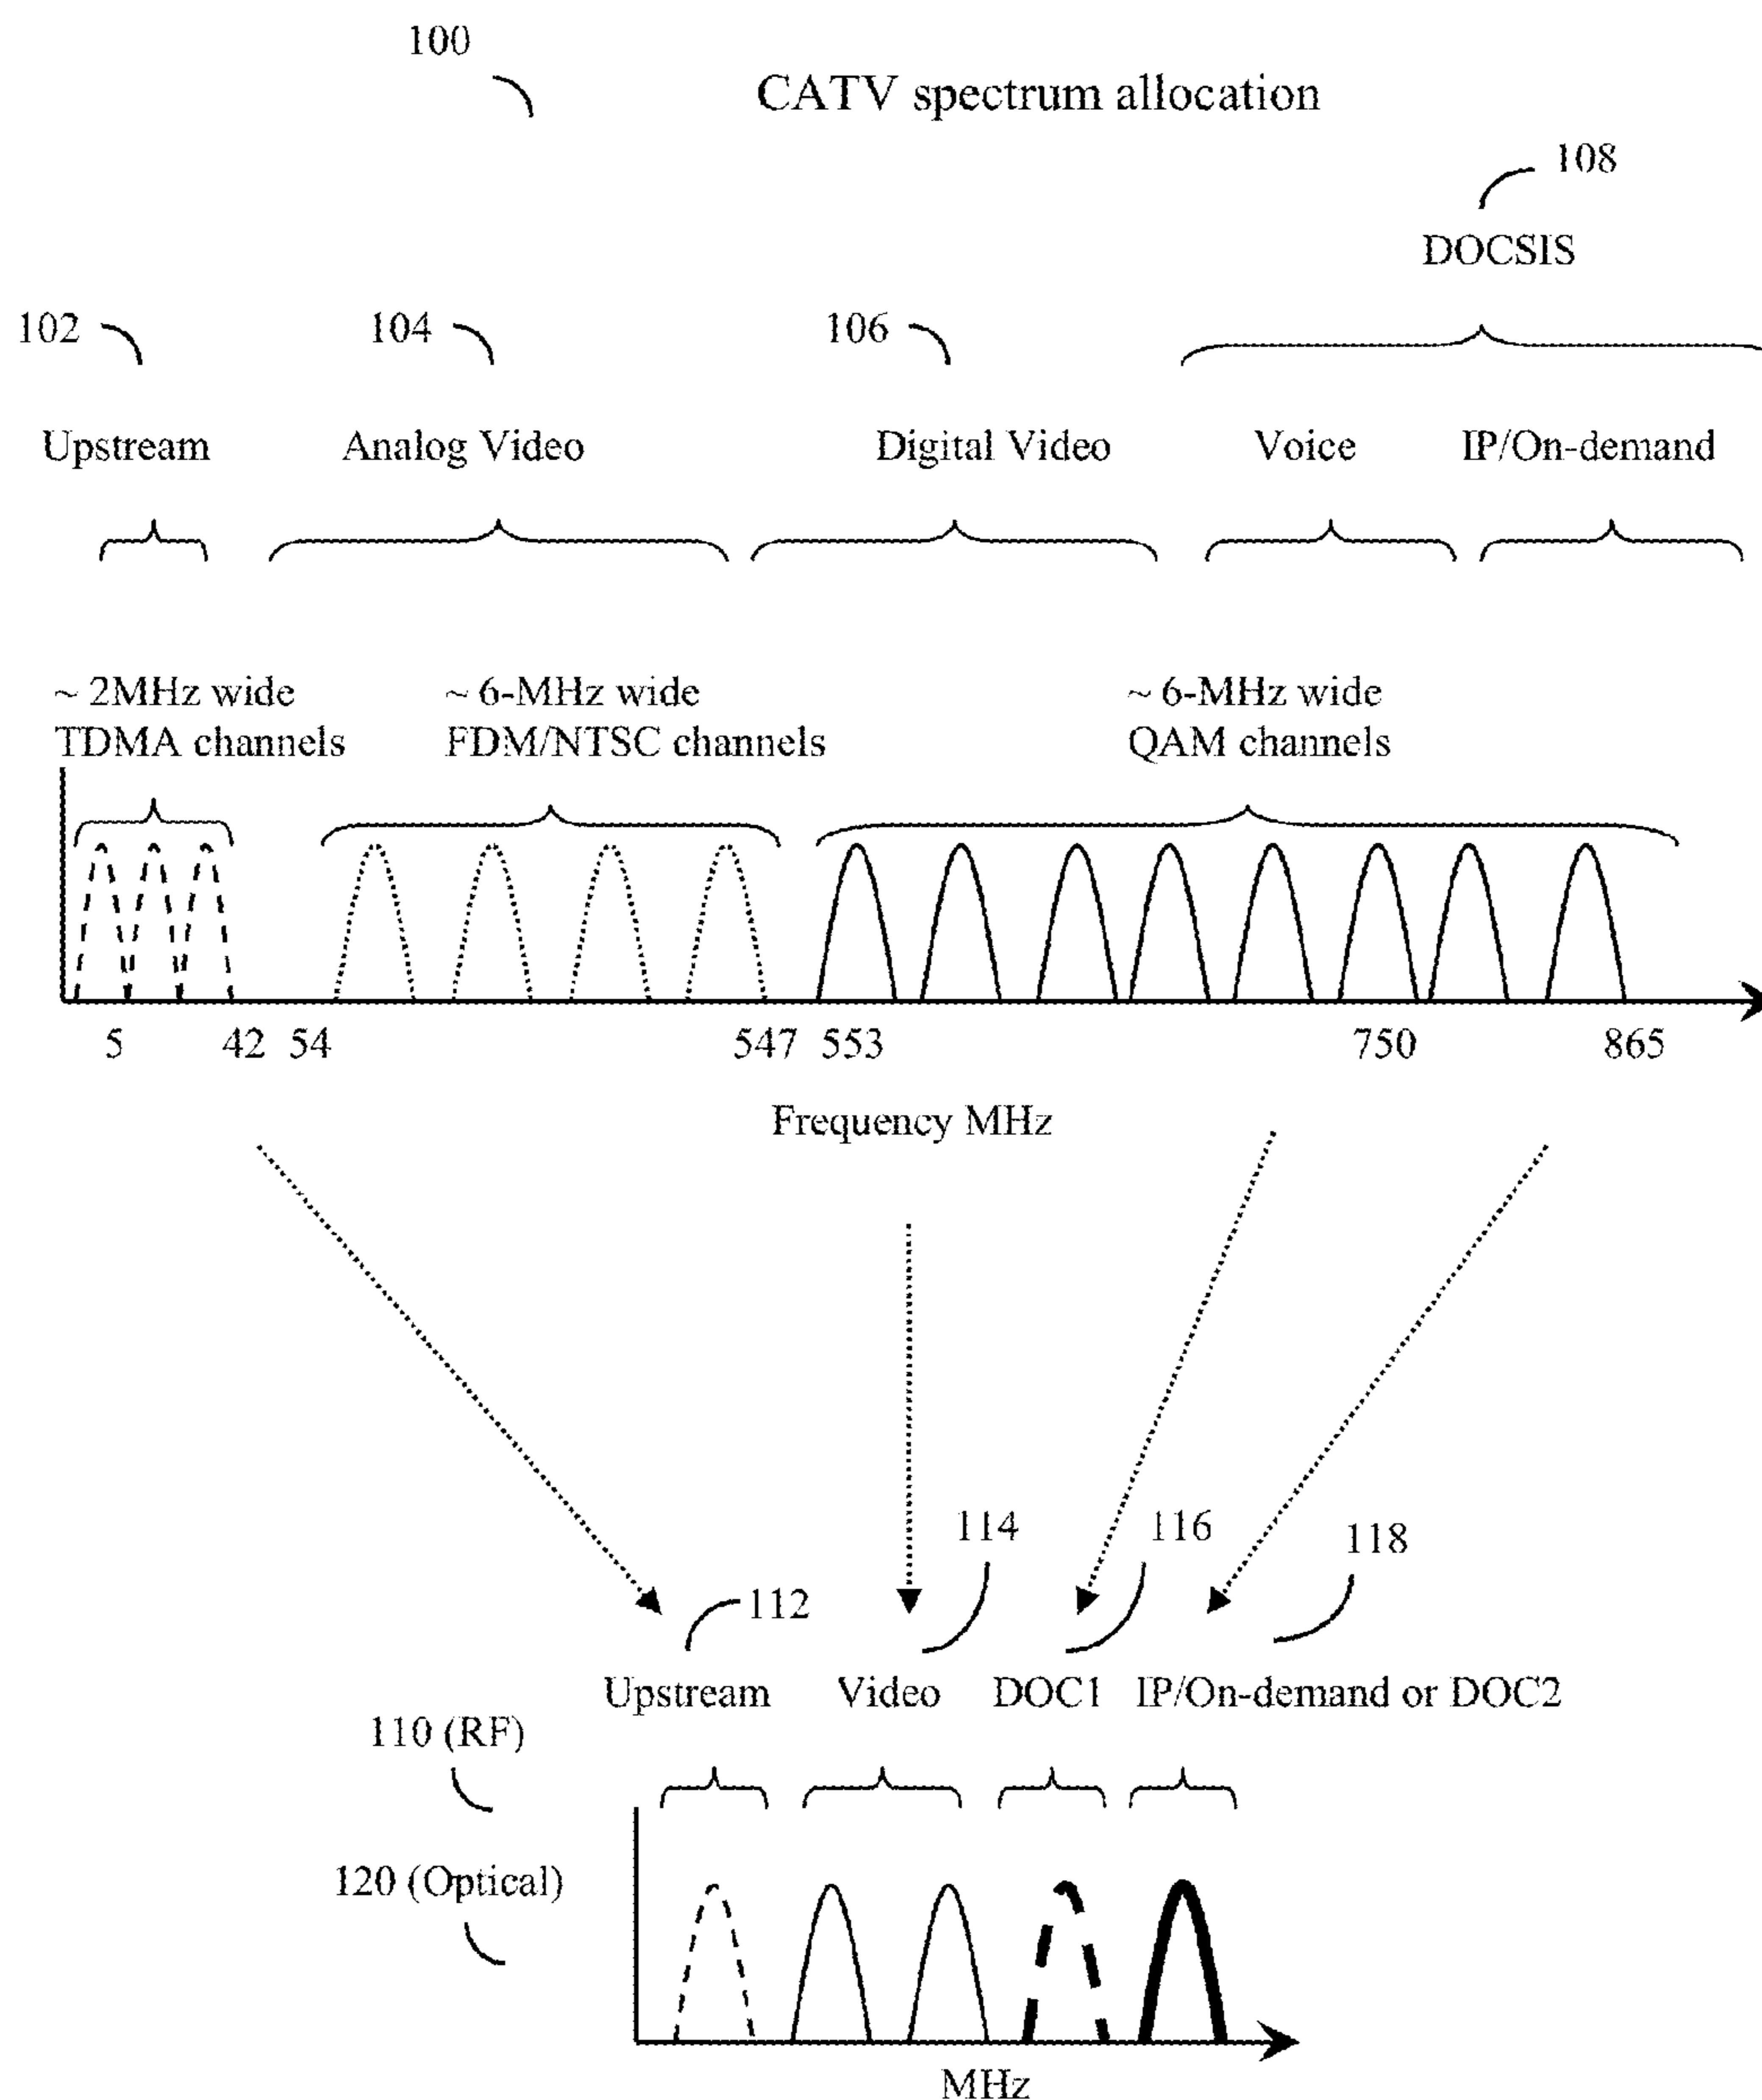 100
CATV spectrum allocation
108
DOCSIS
102
104
106
Upstream
Analog Video
Digital Video
Voice
IP/On-demand
~ 2MHz wide
TDMA channels
~ 6-MHz wide
FDM/NTSC channels
~ 6-MHz wide
QAM channels
5 42 54 547 553 750 865
Frequency MHz
114
116
118
112
Upstream
Video
DOC1
IP/On-demand or DOC2
110 (RF)
120 (Optical)
MHz